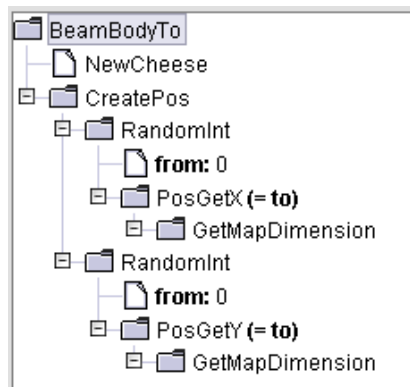 BeamBodyTo
NewCheese
CreatePos
RandomInt
from: 0
PosGetX (= to)
GetMapDimension
RandomInt
from: 0
PosGetY (= to)
GetMapDimension